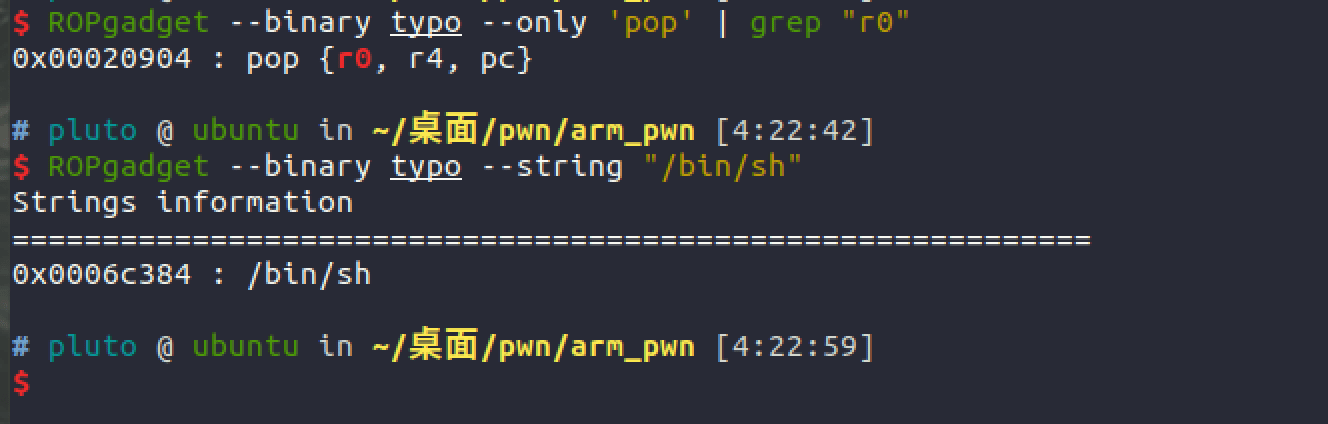 $ ROPgadget --binary typo --only 'pop' | grep "r0"
0x00020904 : pop {r0, r4, pc}
# pluto @ ubuntu in ~/桌面/pwn/arm_pwn [4:22:42]
$ ROPgadget --binary typo --string "/bin/sh"
Strings information
============================================================
0x0006c384 : /bin/sh
# pluto @ ubuntu in ~/桌面/pwn/arm_pwn [4:22:59]
$